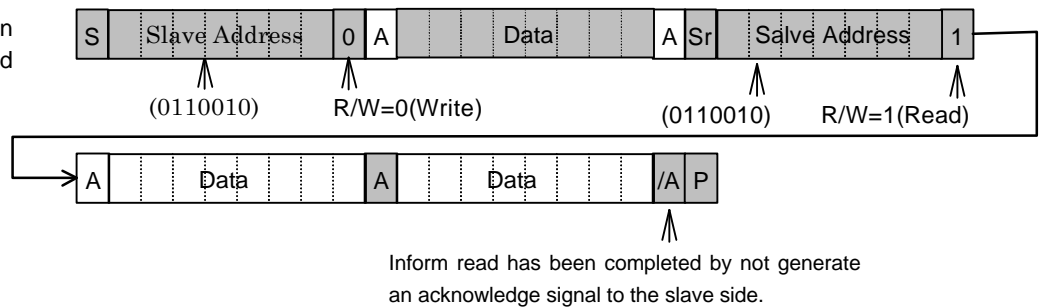 n
d
S Slave Address 0 A Data A Sr Salve Address 1
(0110010) R/W=0(Write) (0110010) R/W=1(Read)
A Data A Data /A P
Inform read has been completed by not generate
an acknowledge signal to the slave side.